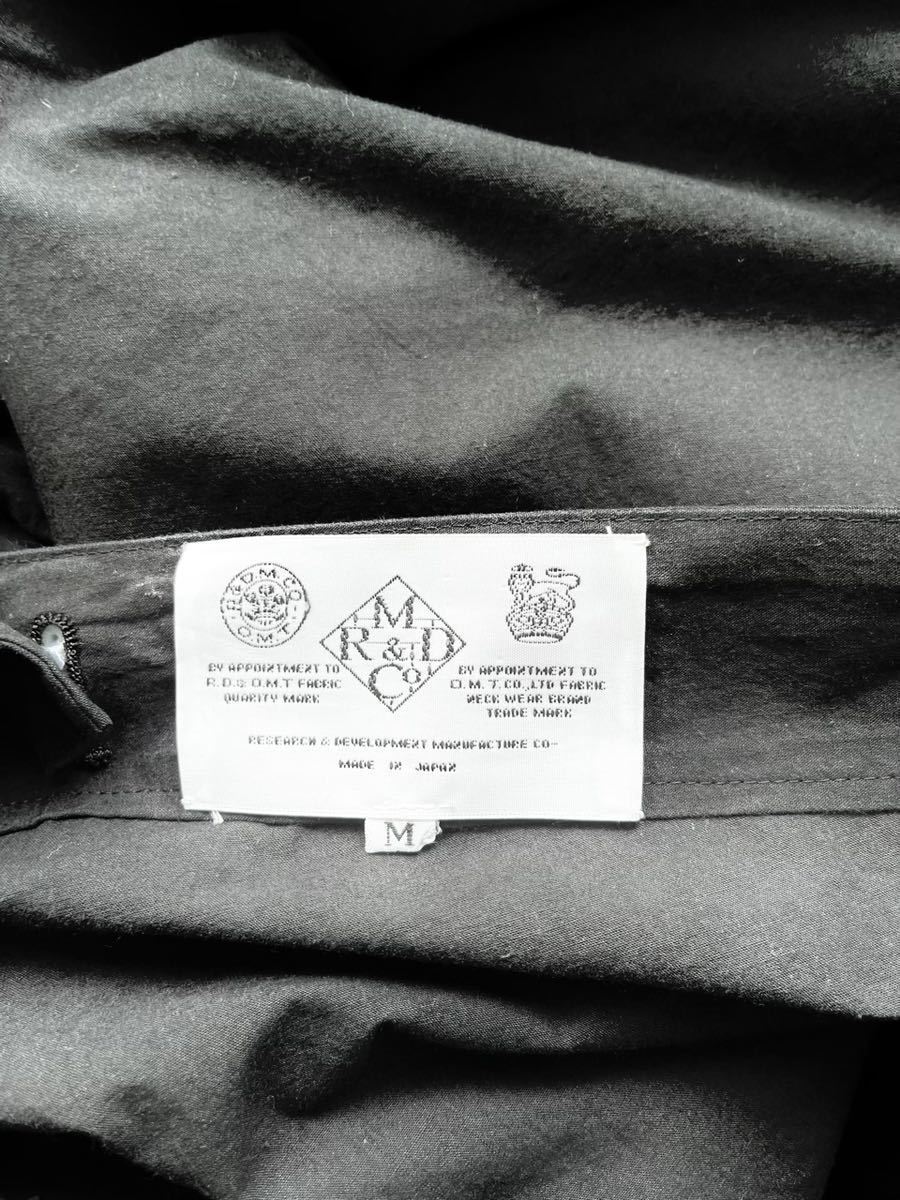 R&D.M.CO.
O.M.T.
M
R&D
Co
BY APPOINTMENT TO
R.D.& O.M.T FABRIC
QUARITY MARK
BY APPOINTMENT TO
O.M.T.CO.,LTD FABRIC
NECK WEAR BRAND
TRADE MARK
RESEARCH & DEVELOPMENT MANUFACTURE CO-
MADE IN JAPAN
M